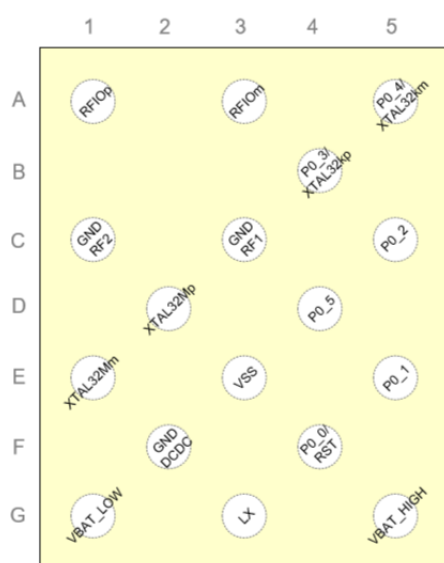 1 2 3 4 5
A RFIOp RFIOm P0_4/
XTAL32km
B P0_3/
XTAL32kp
C GND
RF2 GND
RF1 P0_2
D XTAL32Mp P0_5
E XTAL32Mm VSS P0_1
F GND
DCDC P0_0/
RST
G VBAT_LOW LX VBAT_HIGH